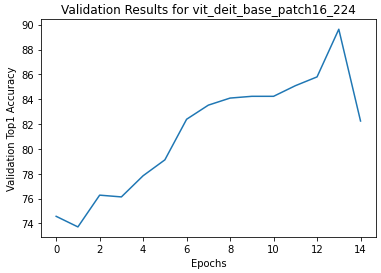 Validation Results for vit_deit_base_patch16_224
90
88
86
84
82
80
78
76
74
Validation Top1 Accuracy
0 2 4 6 8 10 12 14
Epochs